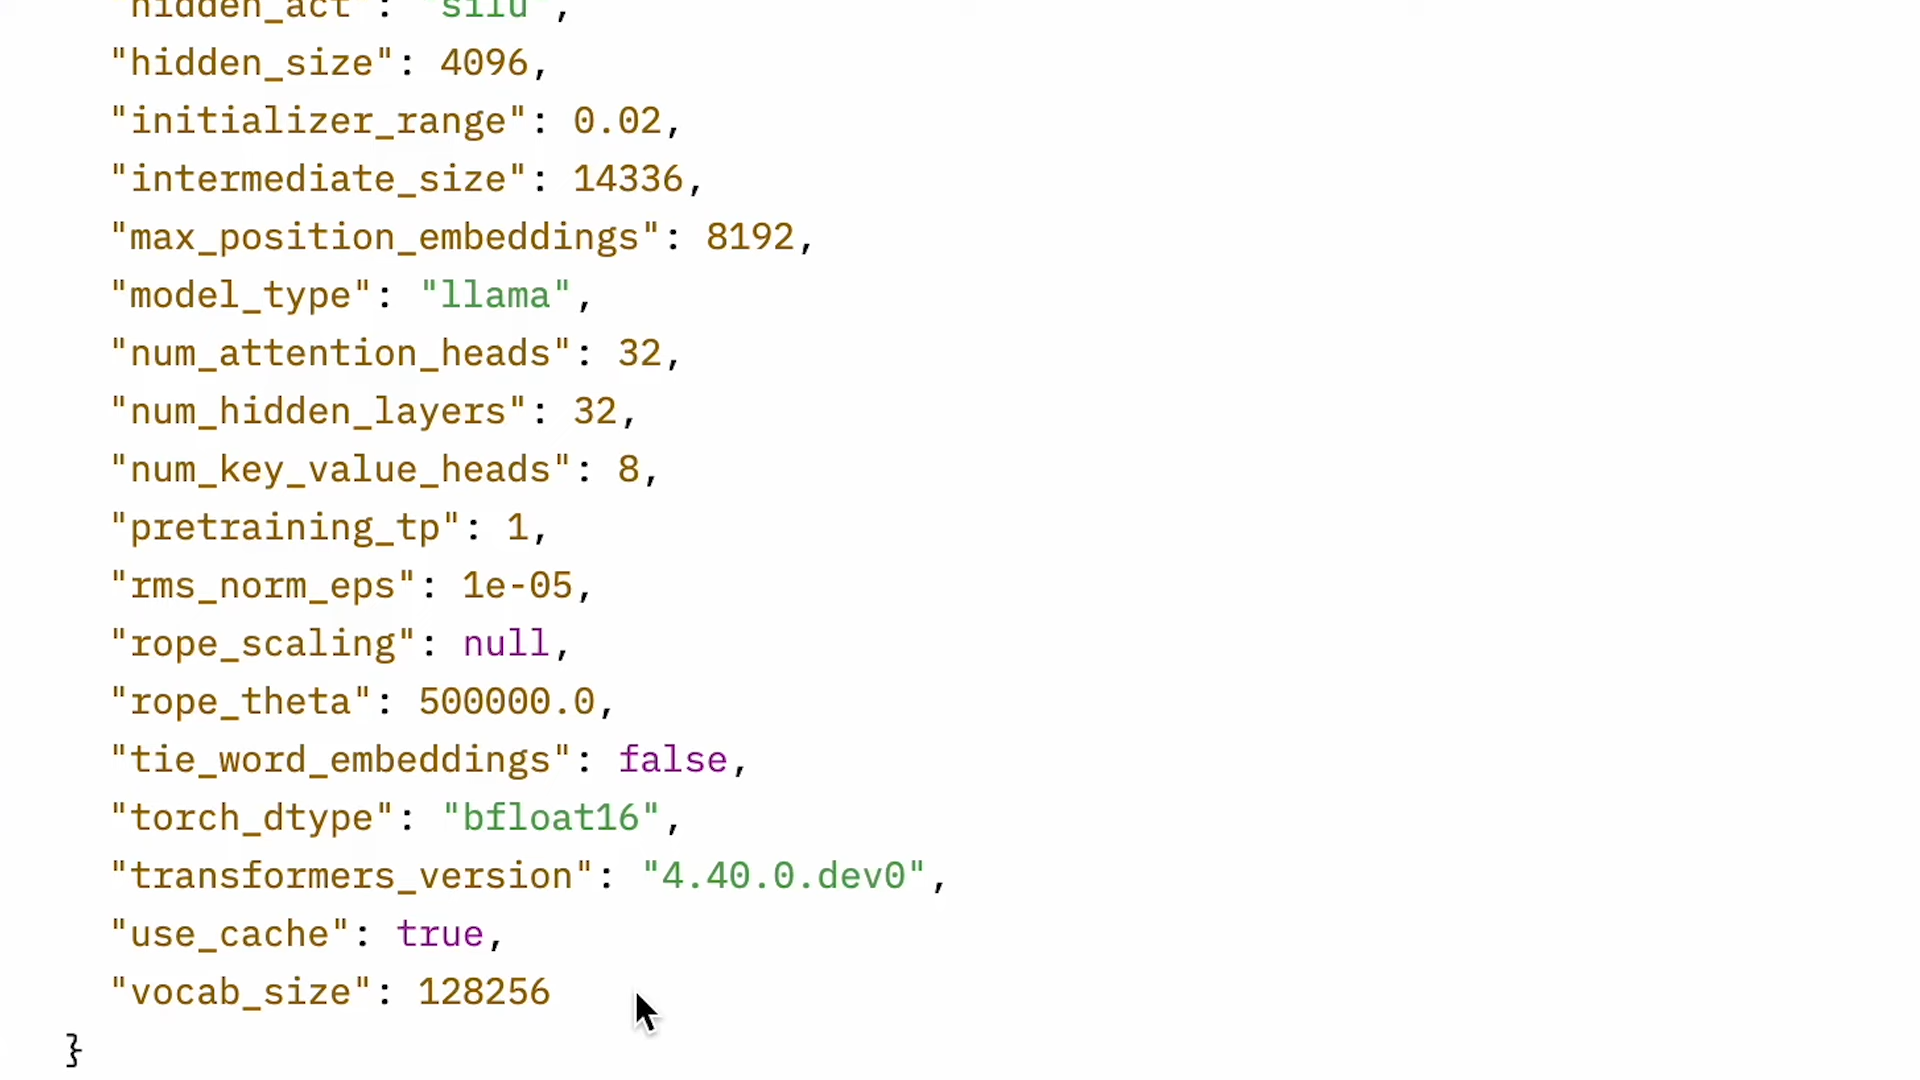 "hidden_act": "silu",
"hidden_size": 4096,
"initializer_range": 0.02,
"intermediate_size": 14336,
"max_position_embeddings": 8192,
"model_type": "llama",
"num_attention_heads": 32,
"num_hidden_layers": 32,
"num_key_value_heads": 8,
"pretraining_tp": 1,
"rms_norm_eps": 1e-05,
"rope_scaling": null,
"rope_theta": 500000.0,
"tie_word_embeddings": false,
"torch_dtype": "bfloat16",
"transformers_version": "4.40.0.dev0",
"use_cache": true,
"vocab_size": 128256
}